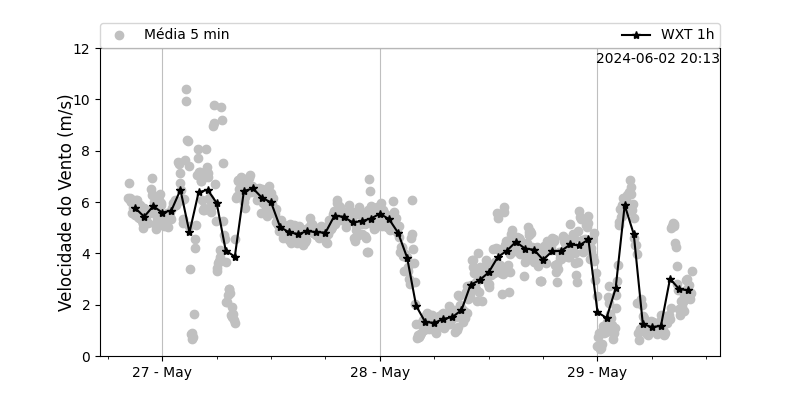 Média 5 min
WXT 1h
2024-06-02 20:13
Velocidade do Vento (m/s)
12
10
8
6
4
2
0
27 - May
28 - May
29 - May